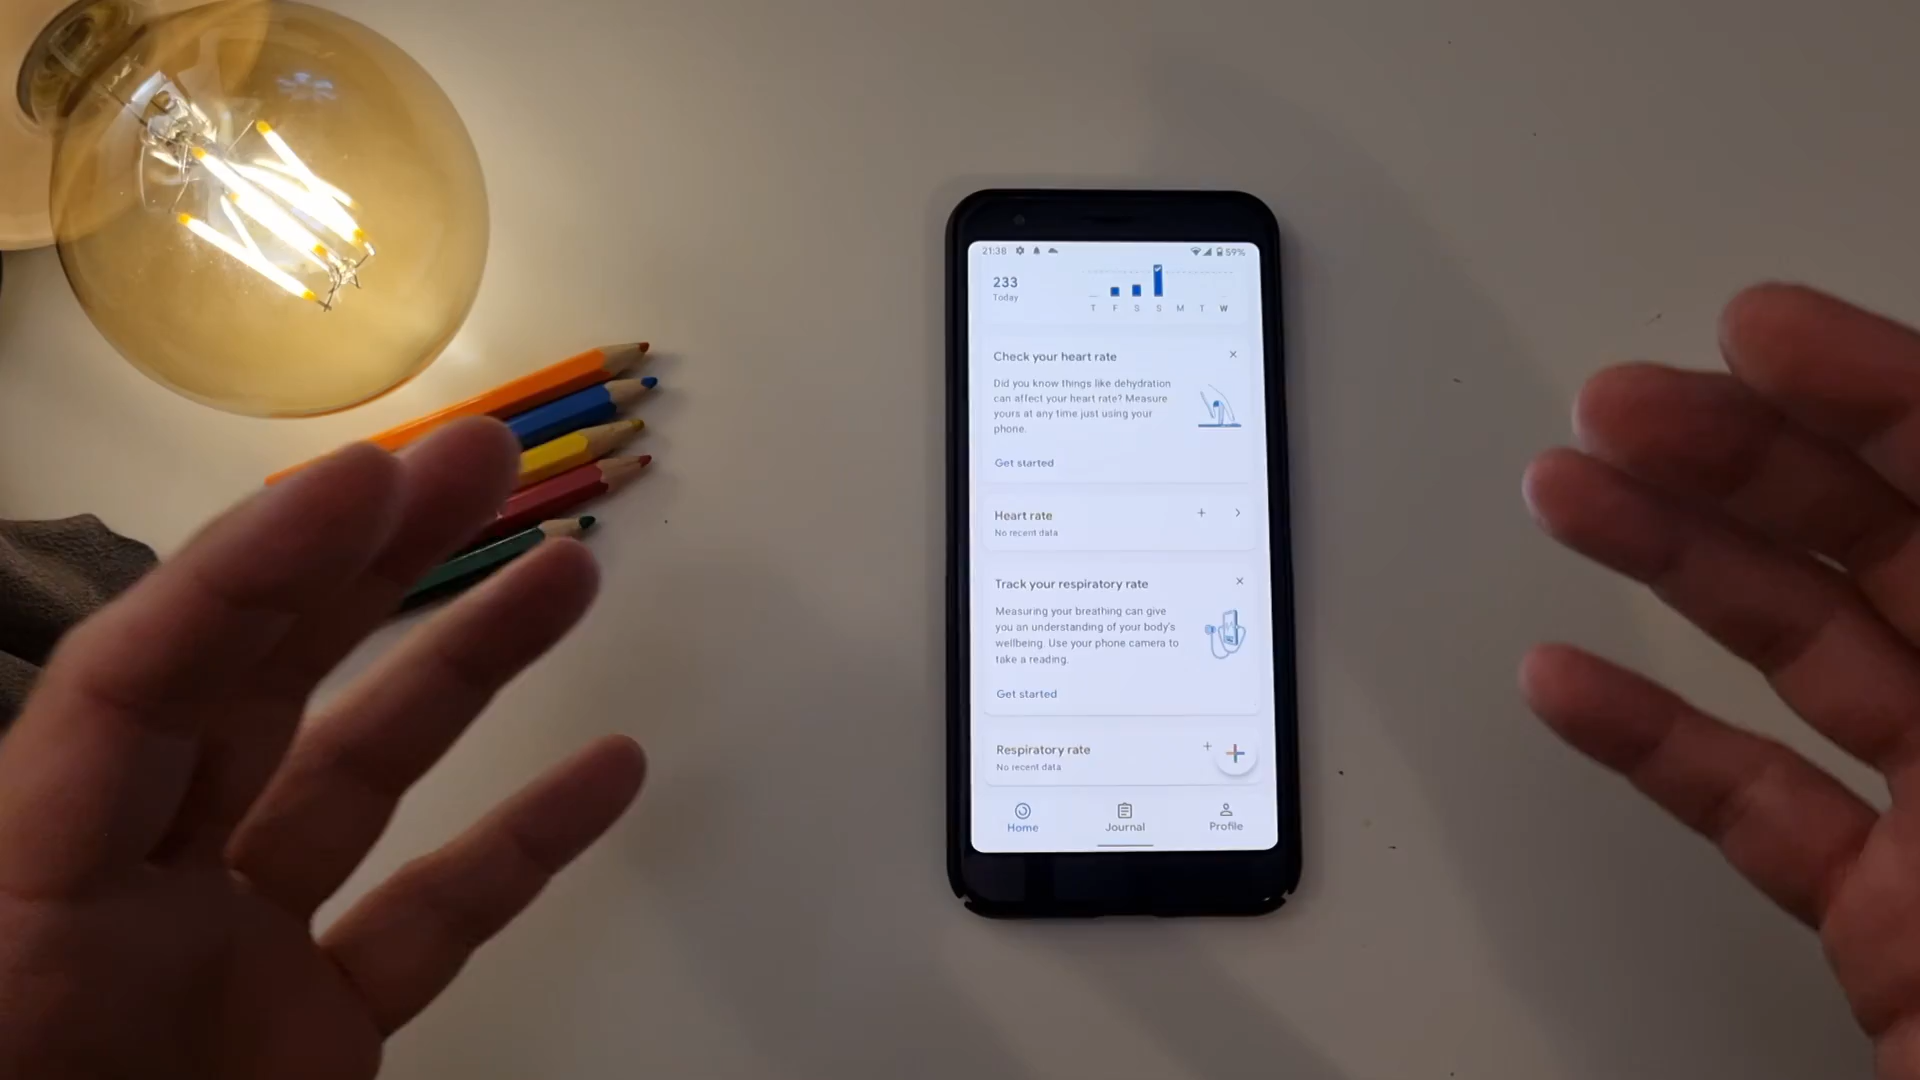 21:38
59%
233
Today
T F S S M T W
Check your heart rate
Did you know things like dehydration
can affect your heart rate? Measure
yours at any time just using your
phone.
Get started
Heart rate
No recent data
Track your respiratory rate
Measuring your breathing can give
you an understanding of your body's
wellbeing. Use your phone camera to
take a reading.
Get started
Respiratory rate
No recent data
Home
Journal
Profile